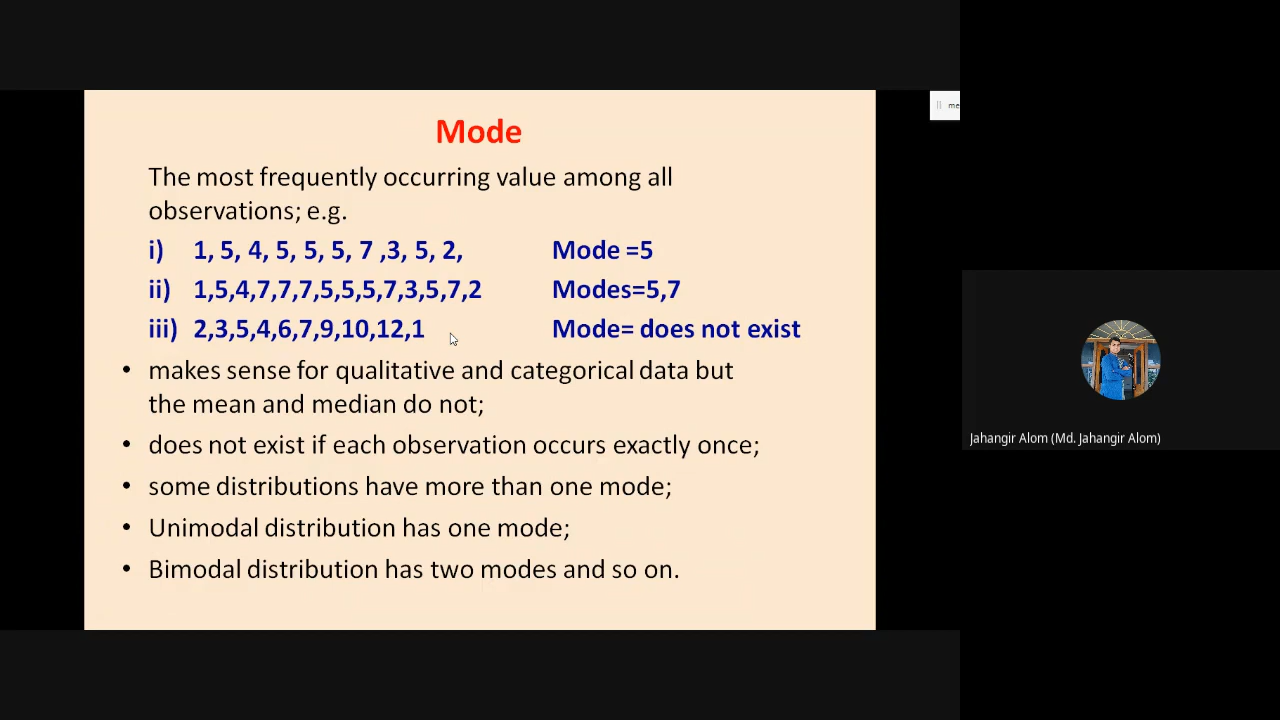 Mode
The most frequently occurring value among all
observations; e.g.
i) 1, 5, 4, 5, 5, 5, 7 ,3, 5, 2, Mode =5
ii) 1,5,4,7,7,7,5,5,5,7,3,5,7,2 Modes=5,7
iii) 2,3,5,4,6,7,9,10,12,1 Mode= does not exist
• makes sense for qualitative and categorical data but
the mean and median do not;
• does not exist if each observation occurs exactly once;
• some distributions have more than one mode;
• Unimodal distribution has one mode;
• Bimodal distribution has two modes and so on.
me
Jahangir Alom (Md. Jahangir Alom)